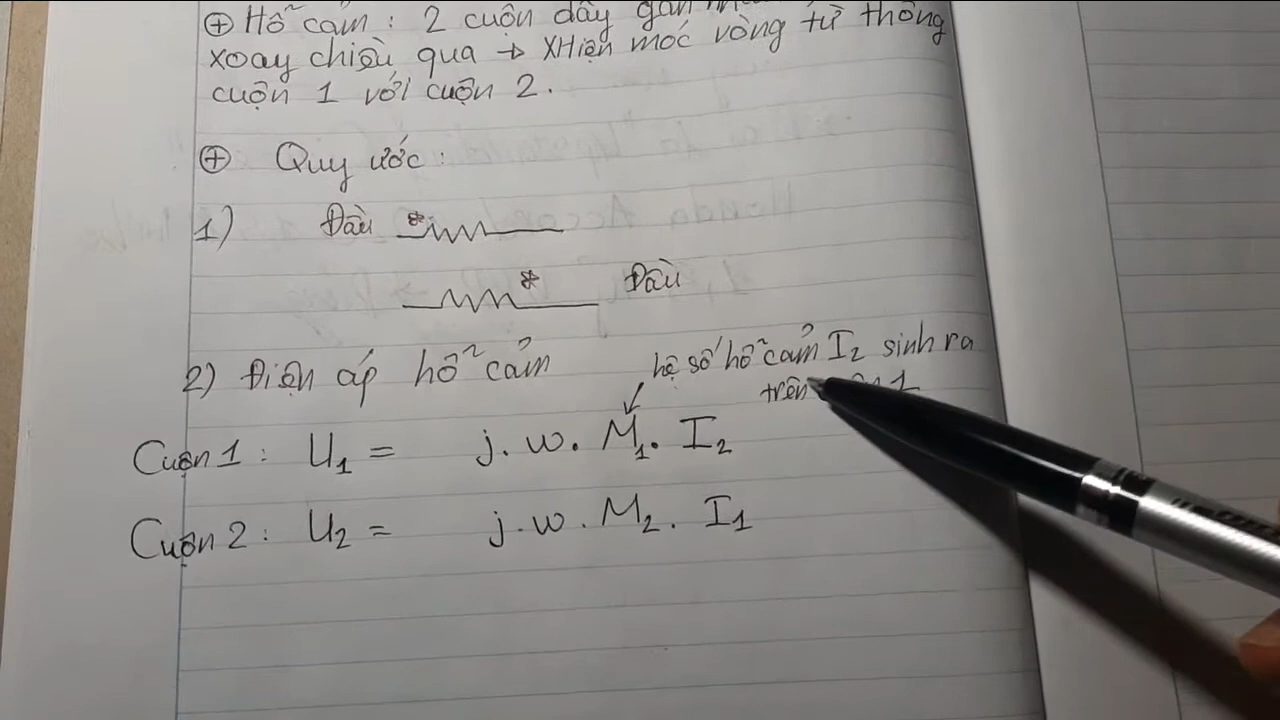 ⊕ Hỗ cảm : 2 cuộn dây gần
xoay chiều qua → XHiện móc vòng từ thông
cuộn 1 với cuộn 2.
⊕ Quy ước :
1) Đầu *
* Đầu
2) Điện áp hỗ cảm
hệ số hỗ cảm I₂ sinh ra
trên 1
Cuộn 1 : U₁ = j. w. M₁. I₂
Cuộn 2 : U₂ = j. w. M₂. I₁